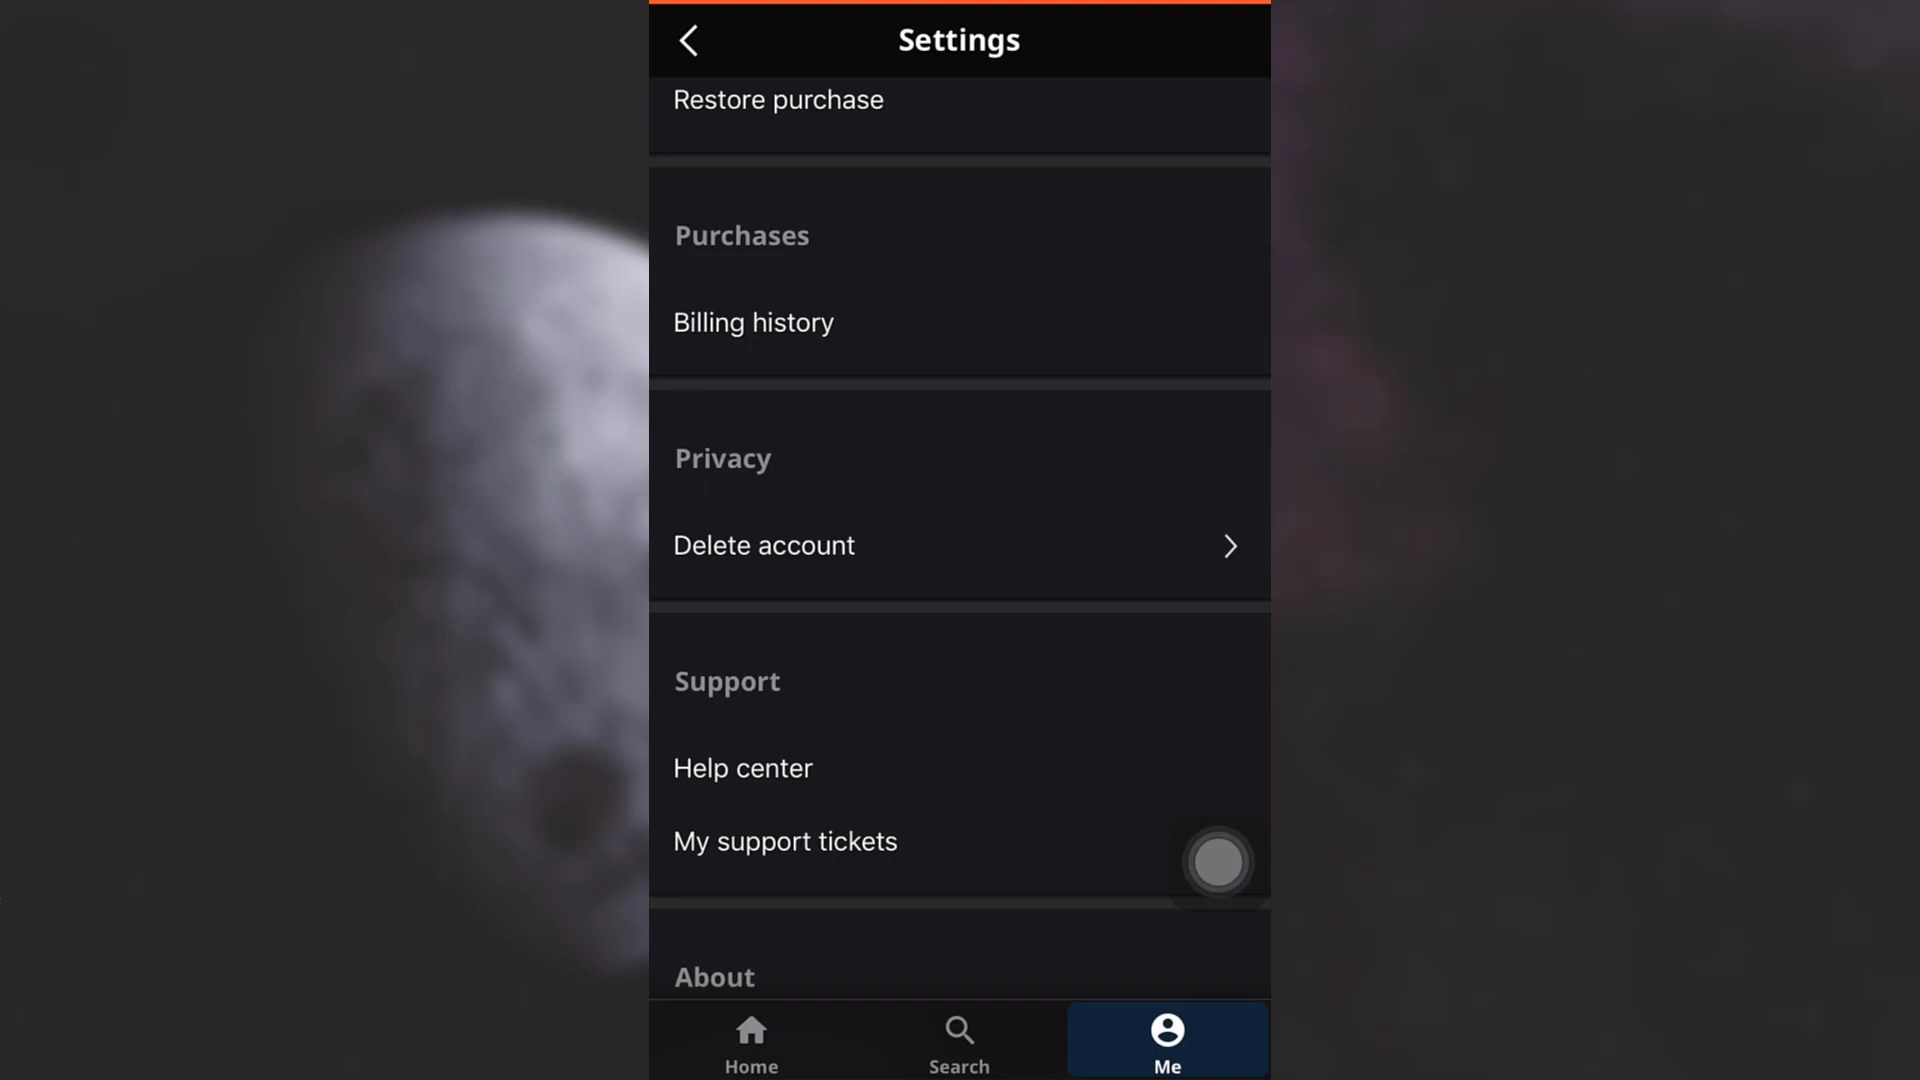 Settings
Restore purchase
Purchases
Billing history
Privacy
Delete account
Support
Help center
My support tickets
About
Home
Search
Me